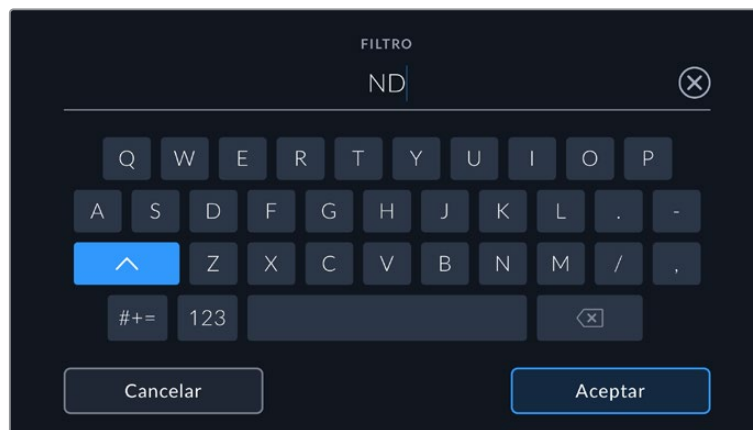 FILTRO
ND
Q W E R T Y U I O P
A S D F G H J K L . -
Z X C V B N M / ,
#+= 123
Cancelar Aceptar